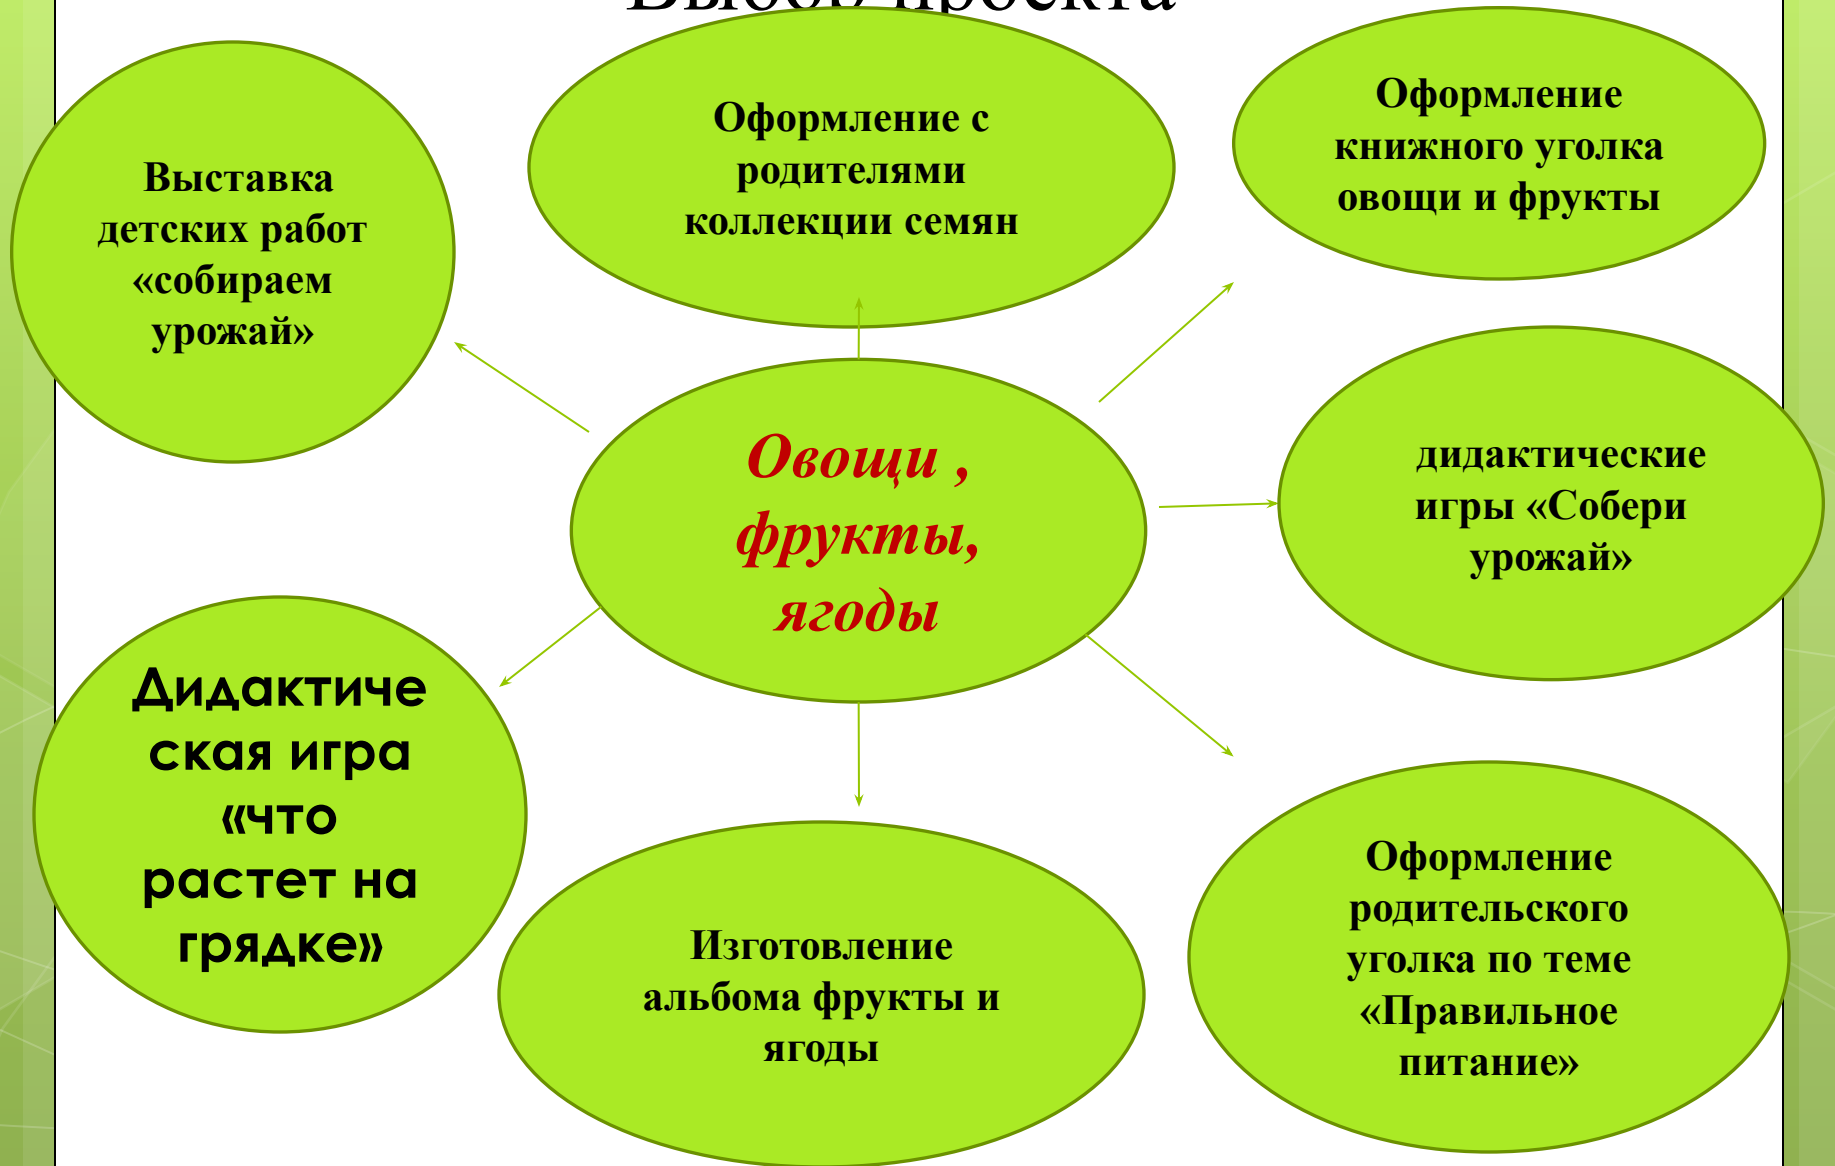 Выбор проекта
Выставка
детских работ
«собираем
урожай»
Оформление с
родителями
коллекции семян
Оформление
книжного уголка
овощи и фрукты
Овощи ,
фрукты,
ягоды
дидактические
игры «Собери
урожай»
Дидактиче
ская игра
«что
растет на
грядке»
Изготовление
альбома фрукты и
ягоды
Оформление
родительского
уголка по теме
«Правильное
питание»